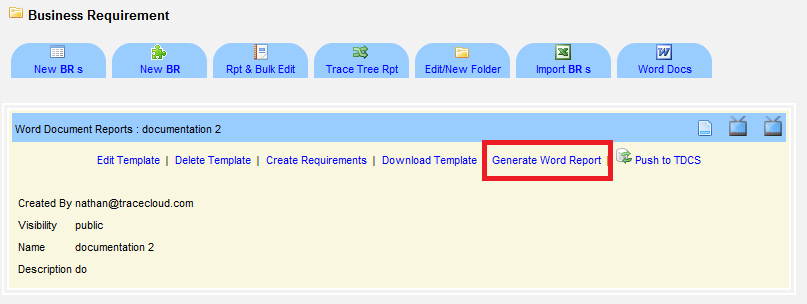 Business Requirement
New BR s New BR Rpt & Bulk Edit Trace Tree Rpt Edit/New Folder Import BR s Word Docs
Word Document Reports : documentation 2
Edit Template | Delete Template | Create Requirements | Download Template Generate Word Report | Push to TDCS
Created By nathan@tracecloud.com
Visibility public
Name documentation 2
Description do